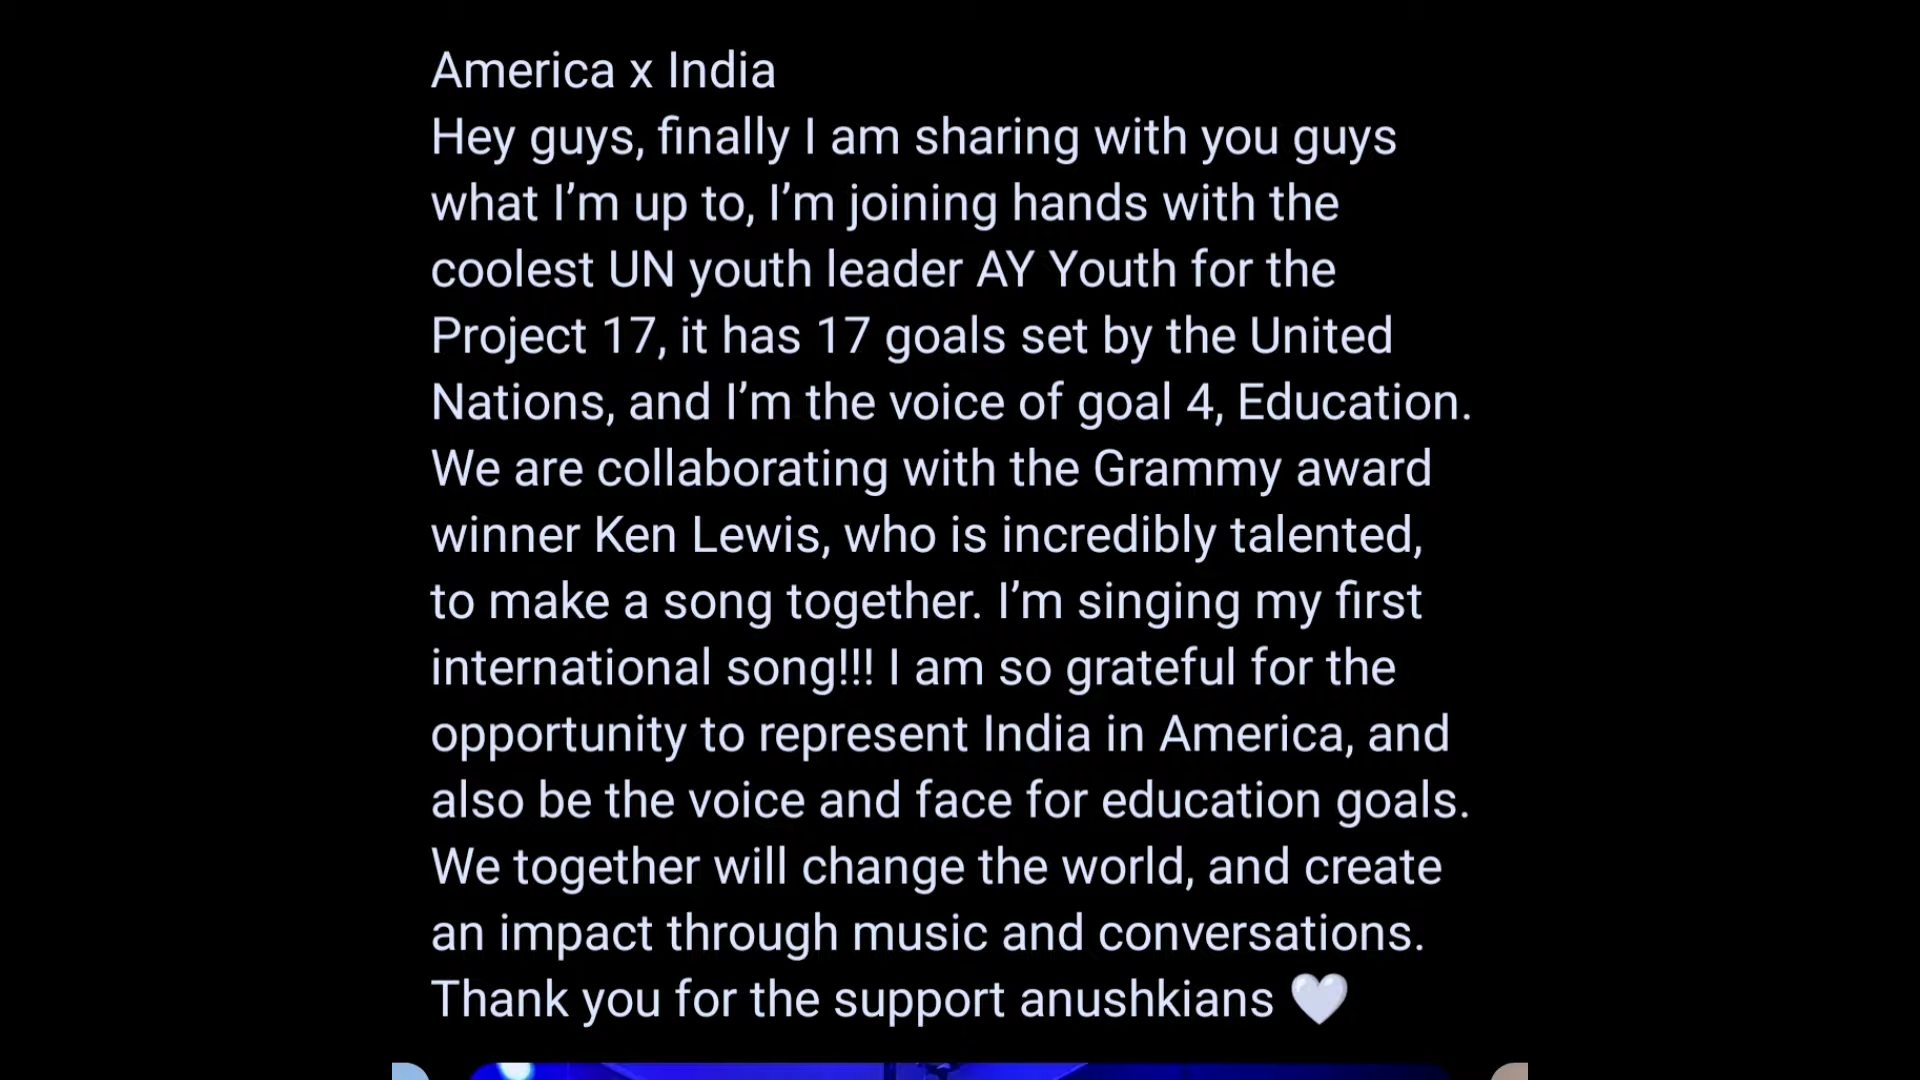 America x India
Hey guys, finally I am sharing with you guys
what I’m up to, I’m joining hands with the
coolest UN youth leader AY Youth for the
Project 17, it has 17 goals set by the United
Nations, and I’m the voice of goal 4, Education.
We are collaborating with the Grammy award
winner Ken Lewis, who is incredibly talented,
to make a song together. I’m singing my first
international song!!! I am so grateful for the
opportunity to represent India in America, and
also be the voice and face for education goals.
We together will change the world, and create
an impact through music and conversations.
Thank you for the support anushkians 🤍